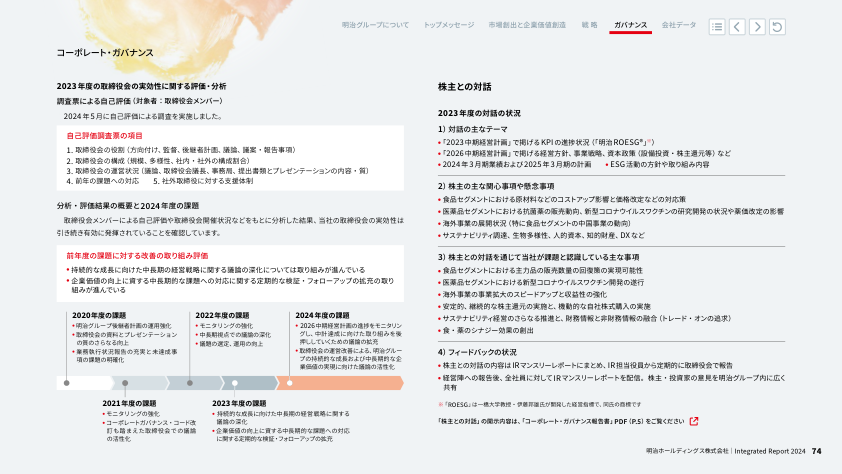 明治グループについて トップメッセージ 市場創出と企業価値創造 戦略 ガバナンス 会社データ
コーポレート・ガバナンス
2023年度の取締役会の実効性に関する評価・分析
調査票による自己評価（対象者：取締役会メンバー）
2024年5月に自己評価による調査を実施しました。
自己評価調査票の項目
1. 取締役会の役割（方向付け、監督、後継者計画、議論、議案・報告事項）
2. 取締役会の構成（規模、多様性、社内・社外の構成割合）
3. 取締役会の運営状況（議論、取締役会議長、事務局、提出書類とプレゼンテーションの内容・質）
4. 前年の課題への対応 5. 社外取締役に対する支援体制
分析・評価結果の概要と2024年度の課題
取締役会メンバーによる自己評価や取締役会開催状況などをもとに分析した結果、当社の取締役会の実効性は
引き続き有効に発揮されていることを確認しています。
前年度の課題に対する改善の取り組み評価
• 持続的な成長に向けた中長期の経営戦略に関する議論の深化については取り組みが進んでいる
• 企業価値の向上に資する中長期的な課題への対応に関する定期的な検証・フォローアップの拡充の取り
組みが進んでいる
2020年度の課題
• 明治グループ後継者計画の運用強化
• 取締役会の資料とプレゼンテーション
の質のさらなる向上
• 業務執行状況報告の充実と未達成事
項の課題の明確化
2022年度の課題
• モニタリングの強化
• 中長期視点での議論の深化
• 議題の選定、運用の向上
2024年度の課題
• 2026中期経営計画の進捗をモニタリン
グし、中計達成に向けた取り組みを後
押ししていくための議論の拡充
• 取締役会の運営改善による、明治グルー
プの持続的な成長および中長期的な企
業価値の実現に向けた議論の活性化
2021年度の課題
• モニタリングの強化
• コーポレートガバナンス・コード改
訂も踏まえた取締役会での議論
の活性化
2023年度の課題
• 持続的な成長に向けた中長期の経営戦略に関する
議論の深化
• 企業価値の向上に資する中長期的な課題への対応
に関する定期的な検証・フォローアップの拡充
株主との対話
2023年度の対話の状況
1）対話の主なテーマ
• 「2023中期経営計画」で掲げるKPIの進捗状況（「明治ROESG®」※）
• 「2026中期経営計画」で掲げる経営方針、事業戦略、資本政策（設備投資・株主還元等）など
• 2024年3月期業績および2025年3月期の計画 • ESG活動の方針や取り組み内容
2）株主の主な関心事項や懸念事項
• 食品セグメントにおける原材料などのコストアップ影響と価格改定などの対応策
• 医薬品セグメントにおける抗菌薬の販売動向、新型コロナウイルスワクチンの研究開発の状況や薬価改定の影響
• 海外事業の展開状況（特に食品セグメントの中国事業の動向）
• サステナビリティ調達、生物多様性、人的資本、知的財産、DXなど
3）株主との対話を通じて当社が課題と認識している主な事項
• 食品セグメントにおける主力品の販売数量の回復策の実現可能性
• 医薬品セグメントにおける新型コロナウイルスワクチン開発の遂行
• 海外事業の事業拡大のスピードアップと収益性の強化
• 安定的、継続的な株主還元の実施と、機動的な自社株式購入の実施
• サステナビリティ経営のさらなる推進と、財務情報と非財務情報の融合（トレード・オンの追求）
• 食・薬のシナジー効果の創出
4）フィードバックの状況
• 株主との対話の内容はIRマンスリーレポートにまとめ、IR担当役員から定期的に取締役会で報告
• 経営陣への報告後、全社員に対してIRマンスリーレポートを配信。株主・投資家の意見を明治グループ内に広く
共有
※ 「ROESG」は一橋大学教授・伊藤邦雄氏が開発した経営指標で、同氏の商標です
「株主との対話」の開示内容は、「コーポレート・ガバナンス報告書」PDF（P.5）をご覧ください
明治ホールディングス株式会社｜Integrated Report 2024 74